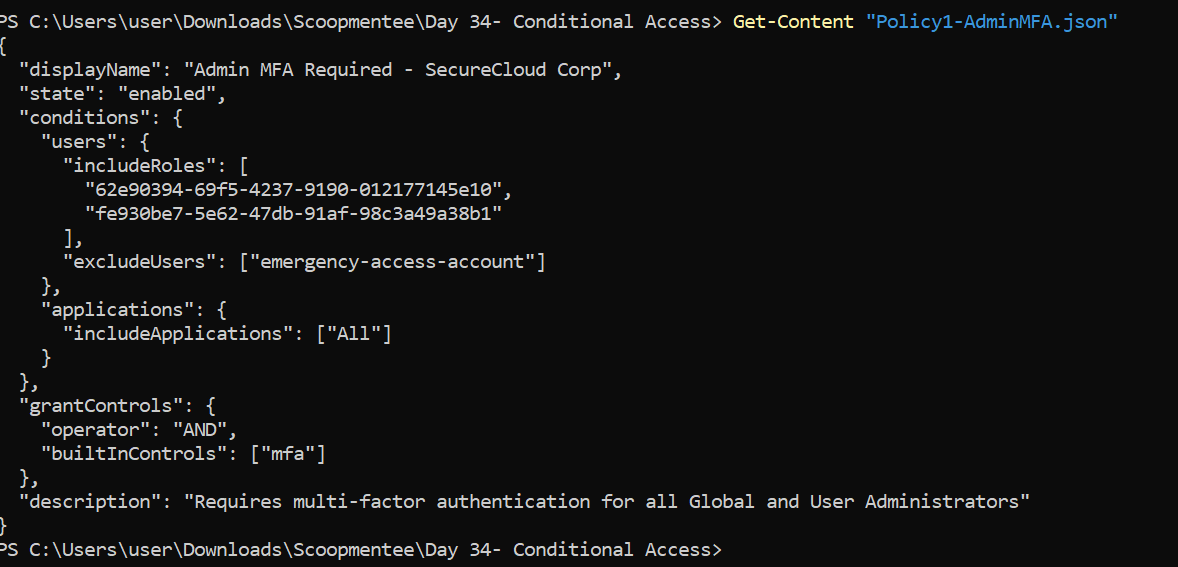 PS C:\Users\user\Downloads\Scoopmentee\Day 34- Conditional Access> Get-Content "Policy1-AdminMFA.json"
{
  "displayName": "Admin MFA Required - SecureCloud Corp",
  "state": "enabled",
  "conditions": {
    "users": {
      "includeRoles": [
        "62e90394-69f5-4237-9190-012177145e10",
        "fe930be7-5e62-47db-91af-98c3a49a38b1"
      ],
      "excludeUsers": ["emergency-access-account"]
    },
    "applications": {
      "includeApplications": ["All"]
    }
  },
  "grantControls": {
    "operator": "AND",
    "builtInControls": ["mfa"]
  },
  "description": "Requires multi-factor authentication for all Global and User Administrators"
}
PS C:\Users\user\Downloads\Scoopmentee\Day 34- Conditional Access>